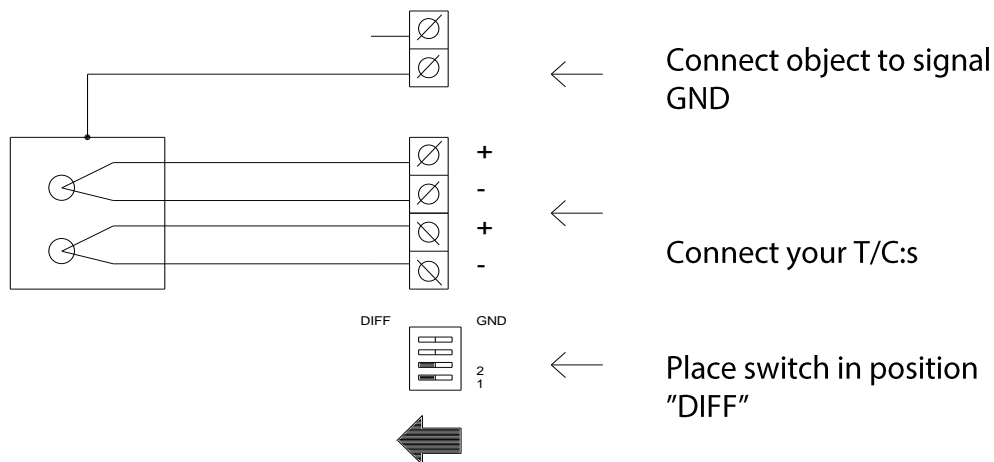 Connect object to signal
GND
+
-
+
-
Connect your T/C:s
DIFF
GND
2
1
Place switch in position
”DIFF”